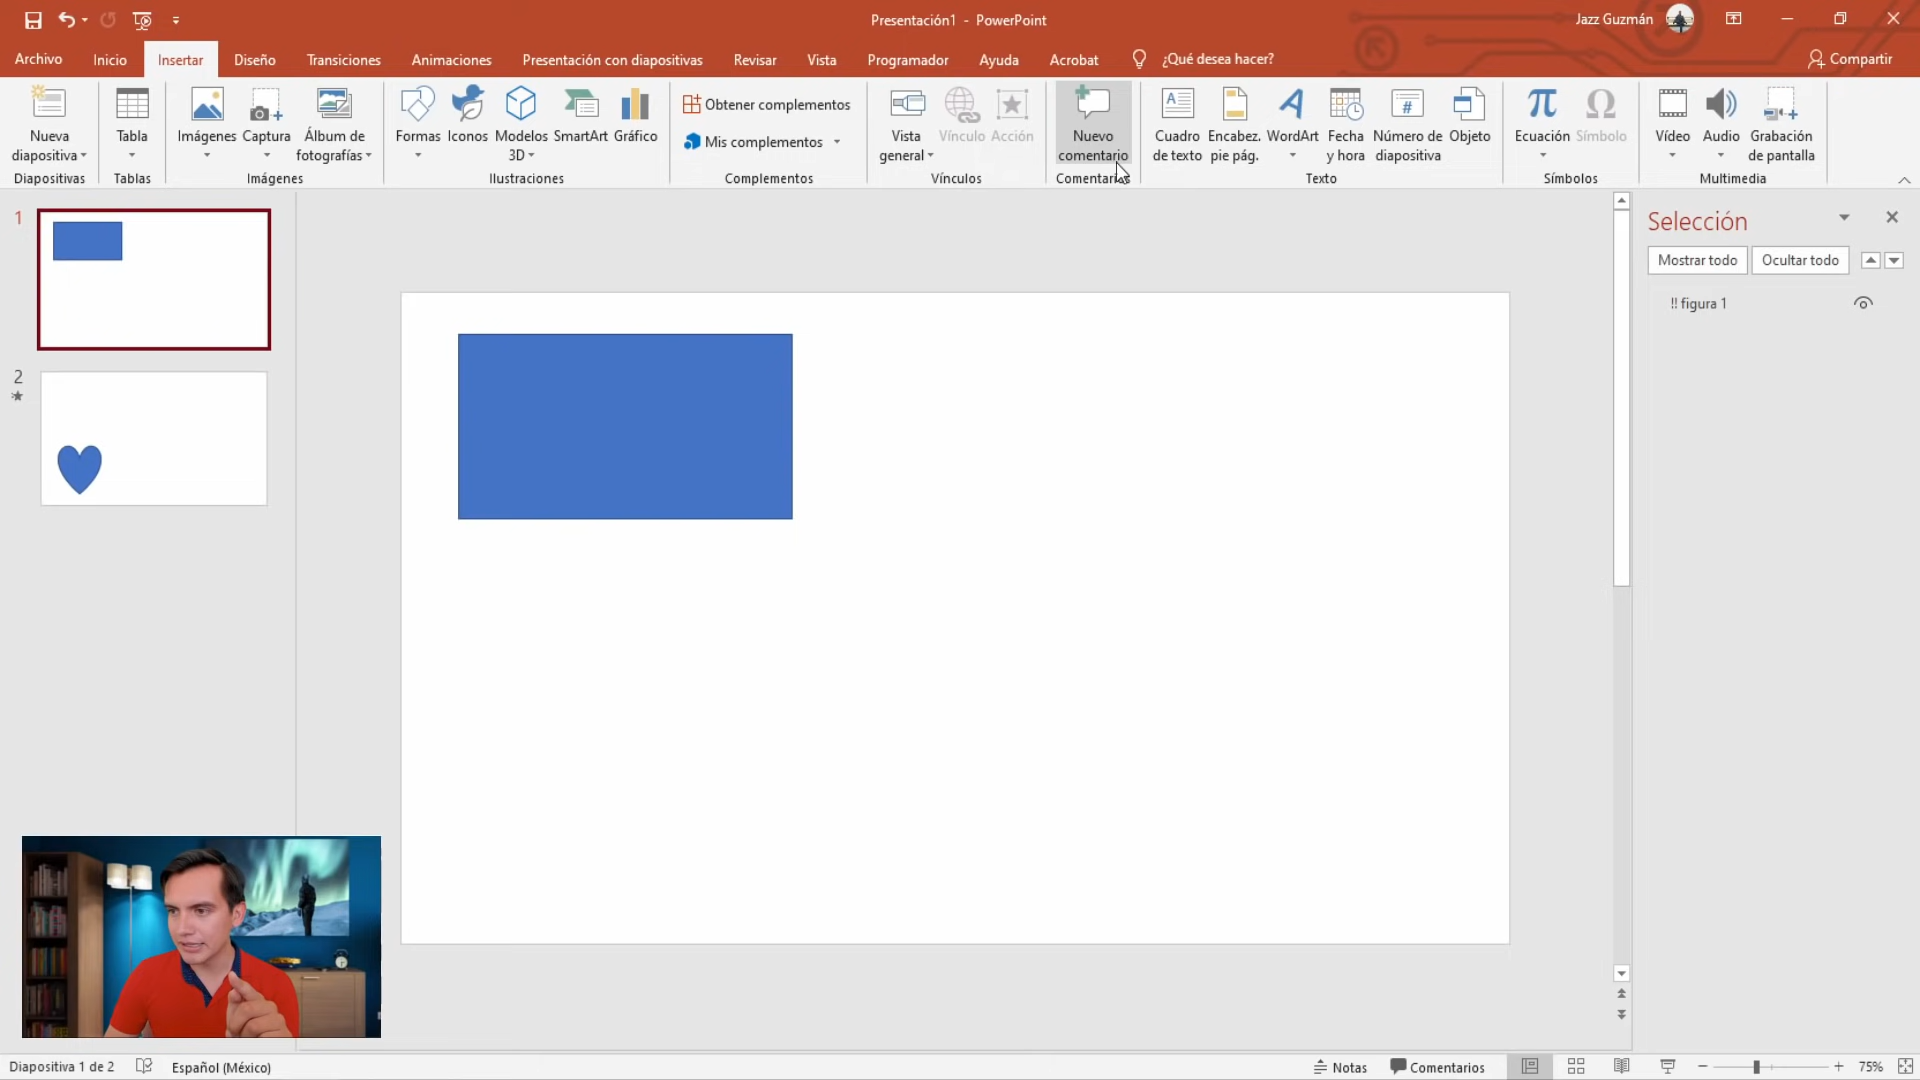 Presentación1 - PowerPoint
Jazz Guzmán
Archivo
Inicio
Insertar
Diseño
Transiciones
Animaciones
Presentación con diapositivas
Revisar
Vista
Programador
Ayuda
Acrobat
¿Qué desea hacer?
Compartir
Nueva
diapositiva
Tabla
Imágenes
Captura
Álbum de
fotografías
Formas
Iconos
Modelos
3D
SmartArt
Gráfico
Obtener complementos
Mis complementos
Vista
general
Vínculo
Acción
Nuevo
comentario
Cuadro
de texto
Encabez.
pie pág.
WordArt
Fecha
y hora
Número de
diapositiva
Objeto
Ecuación
Símbolo
Vídeo
Audio
Grabación
de pantalla
Diapositivas
Tablas
Imágenes
Ilustraciones
Complementos
Vínculos
Comentarios
Texto
Símbolos
Multimedia
1
2
Selección
Mostrar todo
Ocultar todo
!! figura 1
Diapositiva 1 de 2
Español (México)
Notas
Comentarios
75%